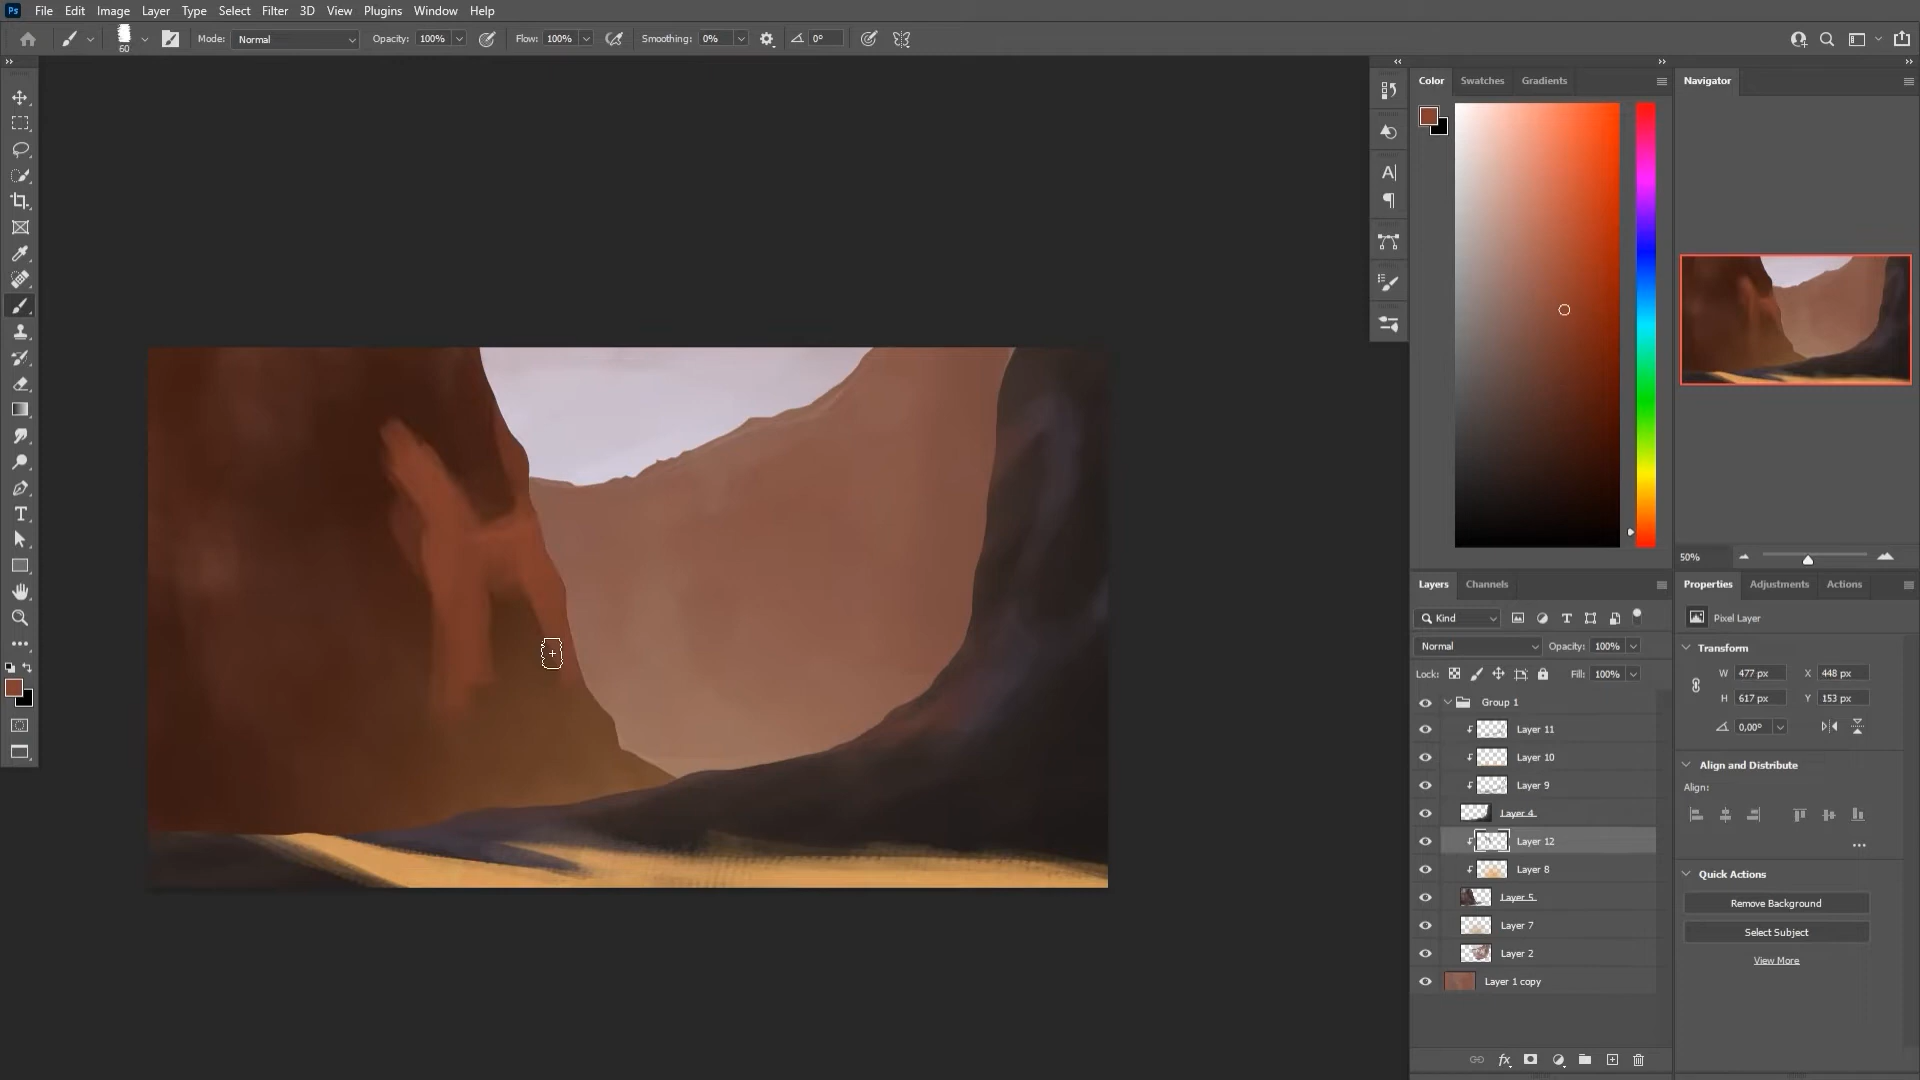 Ps File Edit Image Layer Type Select Filter 3D View Plugins Window Help
60 Mode: Normal Opacity: 100% Flow: 100% Smoothing: 0% 0°
Color Swatches Gradients
Navigator
50%
Layers Channels
Properties Adjustments Actions
Kind
Pixel Layer
Normal Opacity: 100%
Transform
Lock: Fill: 100%
W 477 px X 448 px
H 617 px Y 153 px
0,00°
Group 1
Layer 11
Layer 10
Layer 9
Layer 4
Layer 12
Layer 8
Layer 5
Layer 7
Layer 2
Layer 1 copy
Align and Distribute
Align:
Quick Actions
Remove Background
Select Subject
View More